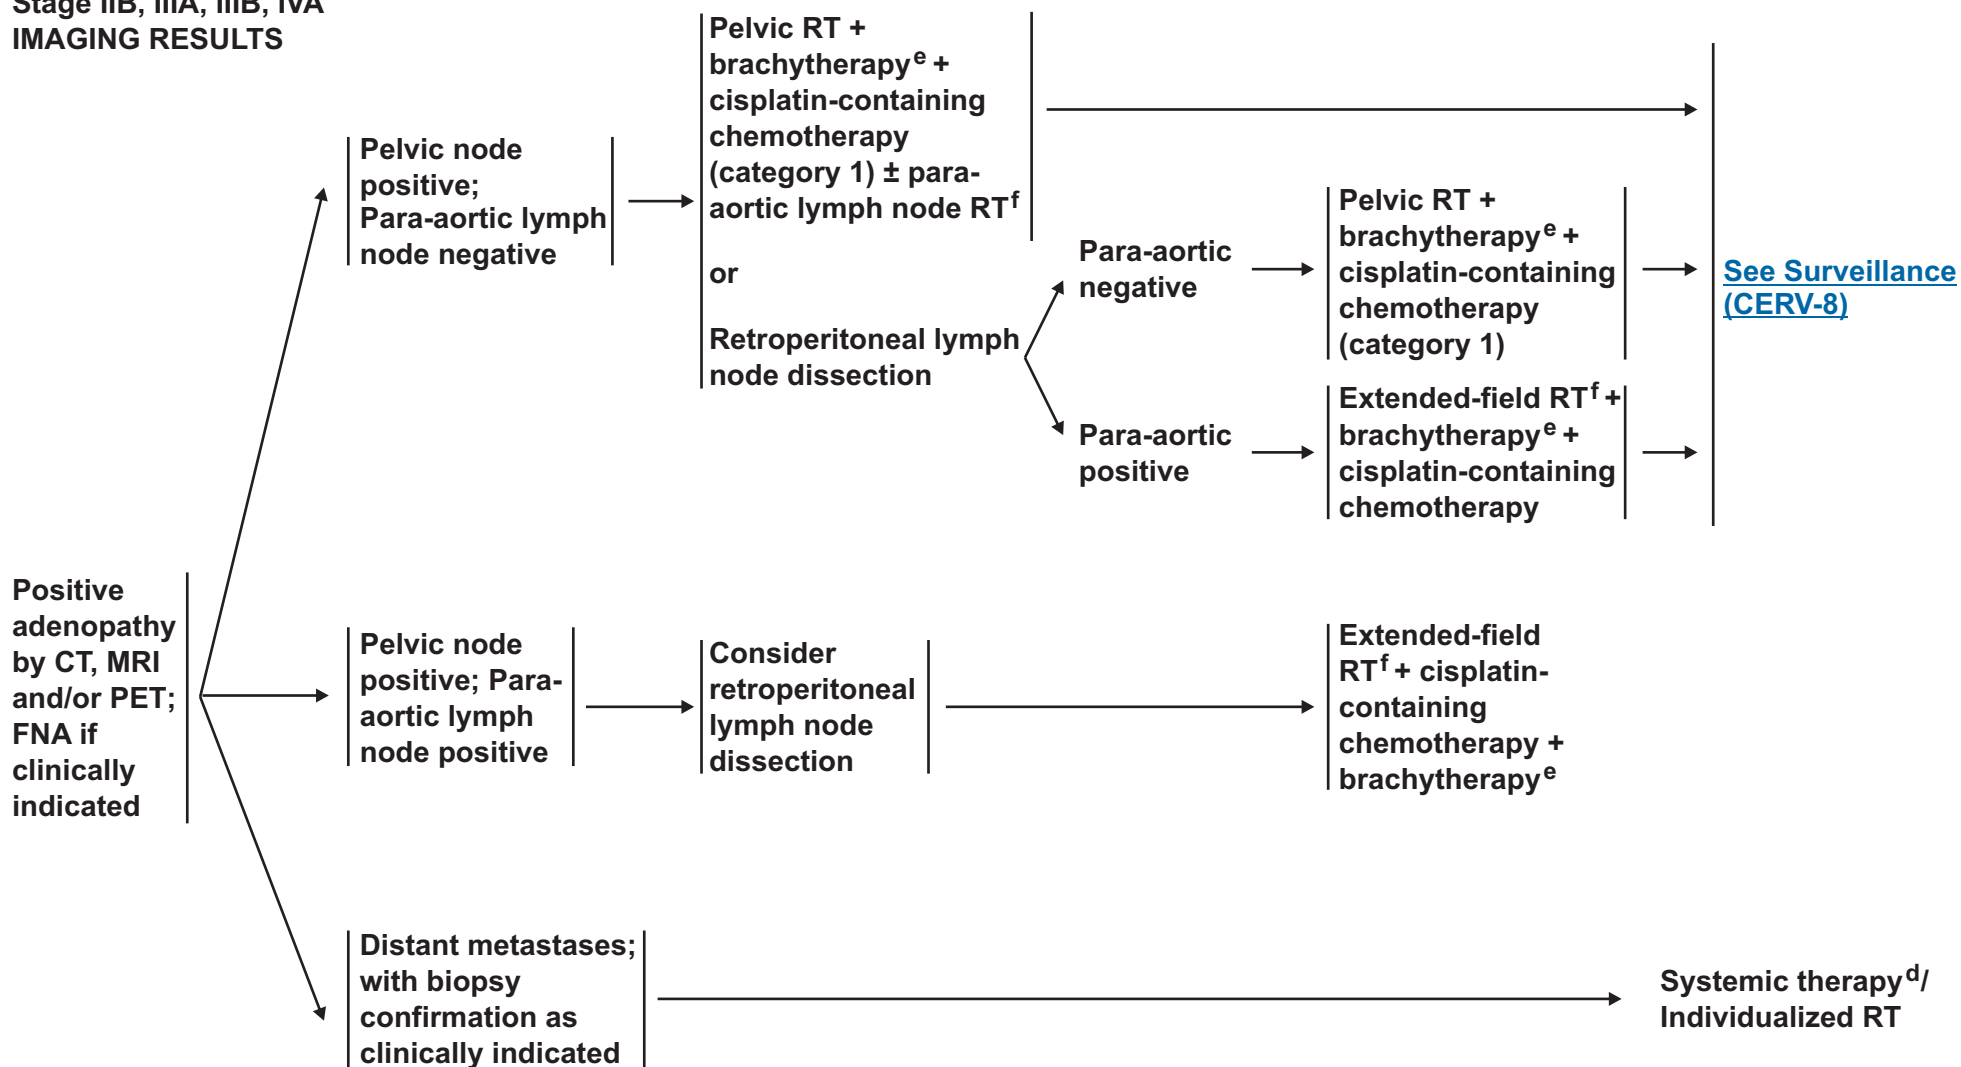 Stage IIB, IIIA, IIIB, IVA
IMAGING RESULTS
Positive
adenopathy
by CT, MRI
and/or PET;
FNA if
clinically
indicated
Pelvic node
positive;
Para-aortic lymph
node negative
Pelvic RT +
brachytherapy e +
cisplatin-containing
chemotherapy
(category 1) ± para-
aortic lymph node RT f
or
Retroperitoneal lymph
node dissection
Para-aortic
negative
Pelvic RT +
brachytherapy e +
cisplatin-containing
chemotherapy
(category 1)
Para-aortic
positive
Extended-field RT f +
brachytherapy e +
cisplatin-containing
chemotherapy
See Surveillance
(CERV-8)
Pelvic node
positive; Para-
aortic lymph
node positive
Consider
retroperitoneal
lymph node
dissection
Extended-field
RT f + cisplatin-
containing
chemotherapy +
brachytherapy e
Distant metastases;
with biopsy
confirmation as
clinically indicated
Systemic therapy d/
Individualized RT